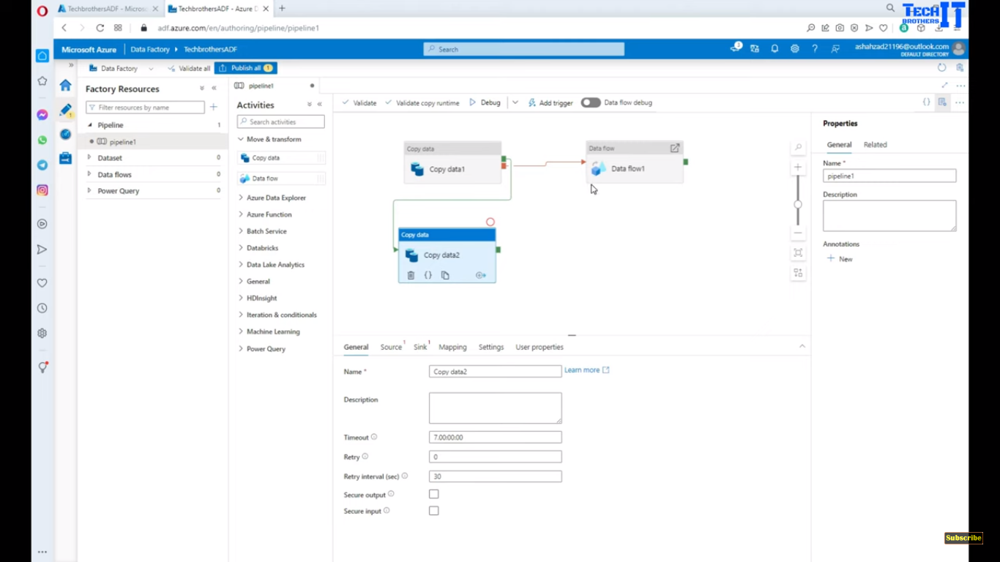 TechbrothersADF - Micros
TechbrothersADF - Azure D
TECH
BROTHERS
IT
adf.azure.com/en/authoring/pipeline/pipeline1
Microsoft Azure
Data Factory
TechbrothersADF
Search
3
ashahzad21196@outlook.com
DEFAULT DIRECTORY
Data Factory
Validate all
Publish all
1
Factory Resources
Filter resources by name
Pipeline
1
pipeline1
Dataset
0
Data flows
0
Power Query
0
pipeline1
Activities
Search activities
Move & transform
Copy data
Data flow
Azure Data Explorer
Azure Function
Batch Service
Databricks
Data Lake Analytics
General
HDInsight
Iteration & conditionals
Machine Learning
Power Query
Validate
Validate copy runtime
Debug
Add trigger
Data flow debug
Copy data
Copy data1
Data flow
Data flow1
Copy data
Copy data2
General
Source
1
Sink
1
Mapping
Settings
User properties
Name *
Copy data2
Learn more
Description
Timeout
7.00:00:00
Retry
0
Retry interval (sec)
30
Secure output
Secure input
Properties
General
Related
Name *
pipeline1
Description
Annotations
New
Subscribe